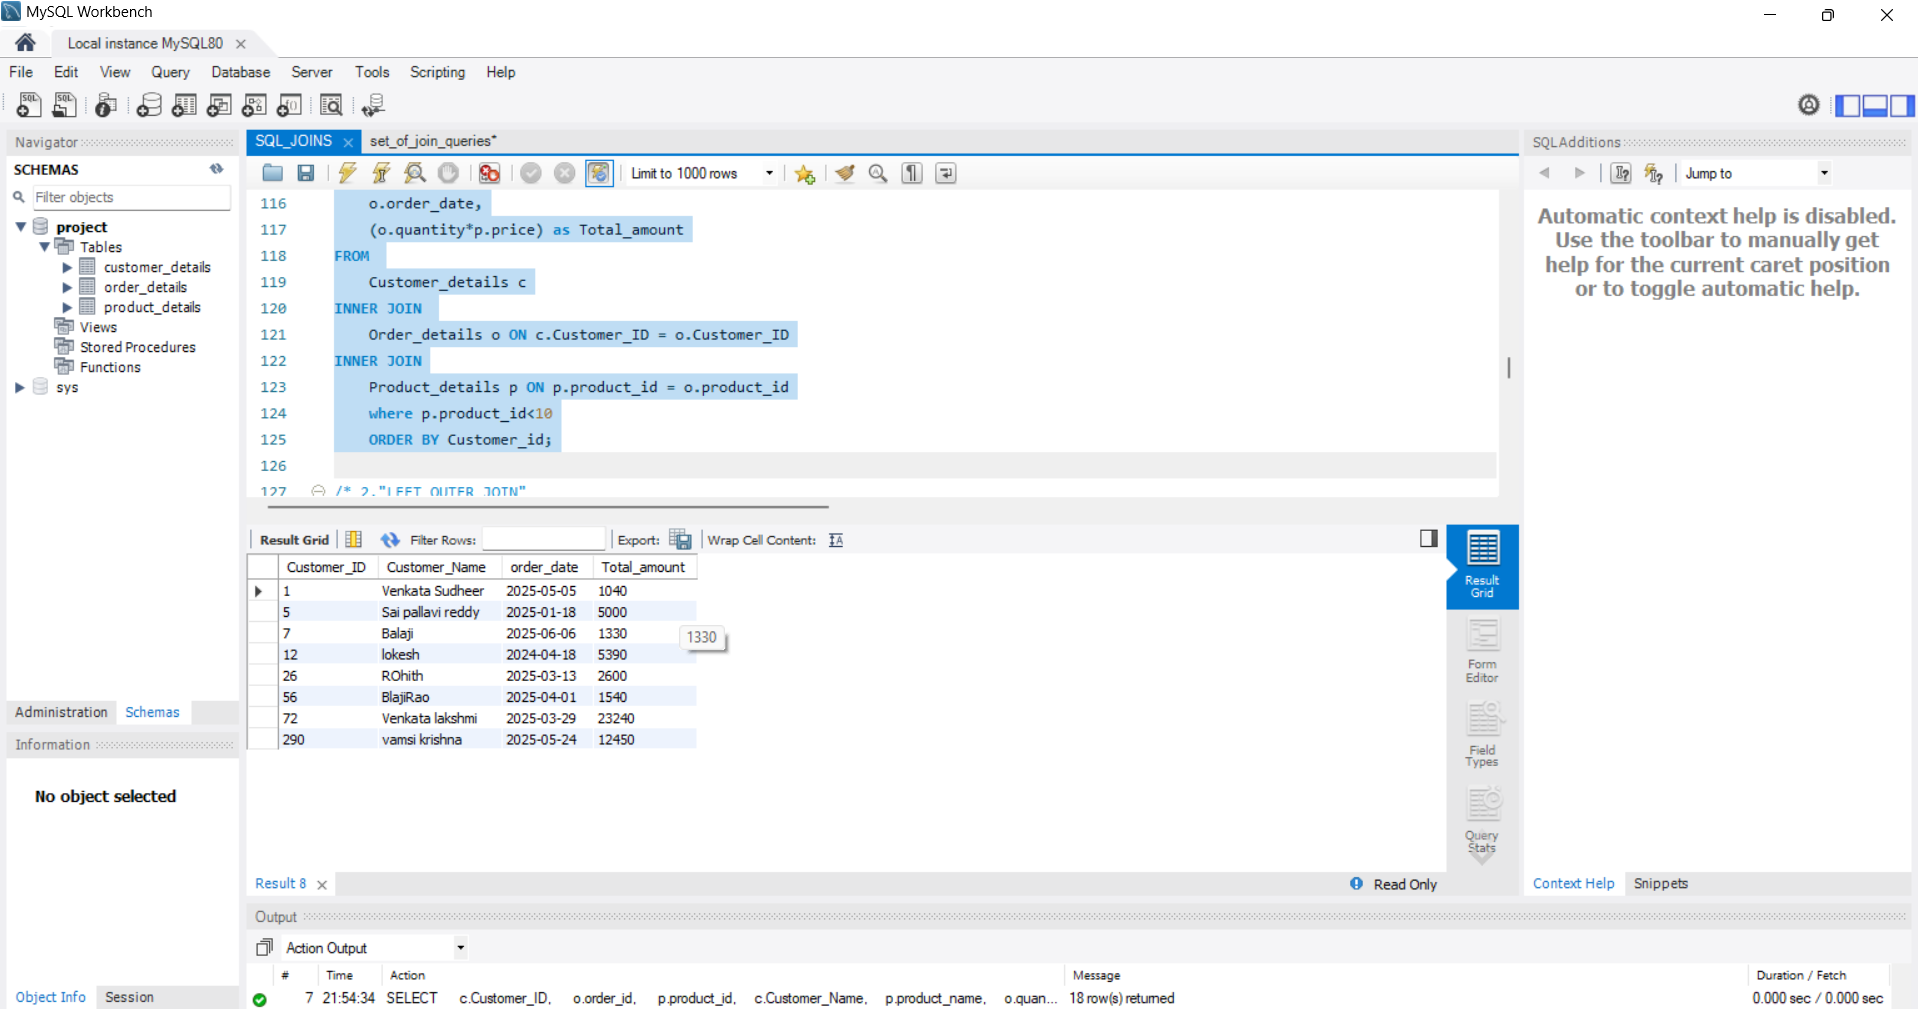 MySQL Workbench
Local instance MySQL80
File Edit View Query Database Server Tools Scripting Help
Navigator
SCHEMAS
Filter objects
project
Tables
customer_details
order_details
product_details
Views
Stored Procedures
Functions
sys
Administration Schemas
Information
No object selected
Object Info Session
SQL_JOINS set_of_join_queries*
Limit to 1000 rows
116 o.order_date,
117 (o.quantity*p.price) as Total_amount
118 FROM
119 Customer_details c
120 INNER JOIN
121 Order_details o ON c.Customer_ID = o.Customer_ID
122 INNER JOIN
123 Product_details p ON p.product_id = o.product_id
124 where p.product_id<10
125 ORDER BY Customer_id;
126
127 /* 2."LEFT OUTER JOIN"
Result Grid Filter Rows: Export: Wrap Cell Content:
Customer_ID Customer_Name order_date Total_amount
1 Venkata Sudheer 2025-05-05 1040
5 Sai pallavi reddy 2025-01-18 5000
7 Balaji 2025-06-06 1330
1330
12 lokesh 2024-04-18 5390
26 ROhith 2025-03-13 2600
56 BlajiRao 2025-04-01 1540
72 Venkata lakshmi 2025-03-29 23240
290 vamsi krishna 2025-05-24 12450
Result
Grid
Form
Editor
Field
Types
Query
Stats
Result 8 Read Only
SQLAdditions
Jump to
Automatic context help is disabled.
Use the toolbar to manually get
help for the current caret position
or to toggle automatic help.
Context Help Snippets
Output
Action Output
# Time Action Message Duration / Fetch
7 21:54:34 SELECT c.Customer_ID, o.order_id, p.product_id, c.Customer_Name, p.product_name, o.quan... 18 row(s) returned 0.000 sec / 0.000 sec